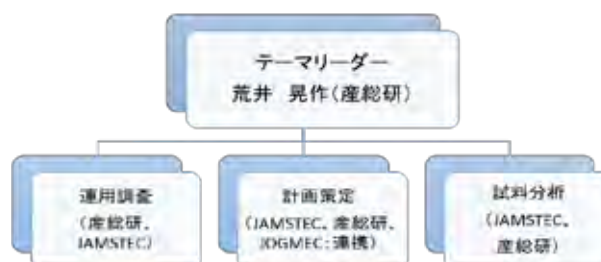 テーマリーダー
荒井 晃作(産総研)
運用調査
(産総研、
JAMSTEC)
計画策定
(JAMSTEC、産総研、
JOGMEC:連携)
試料分析
(JAMSTEC、
産総研)